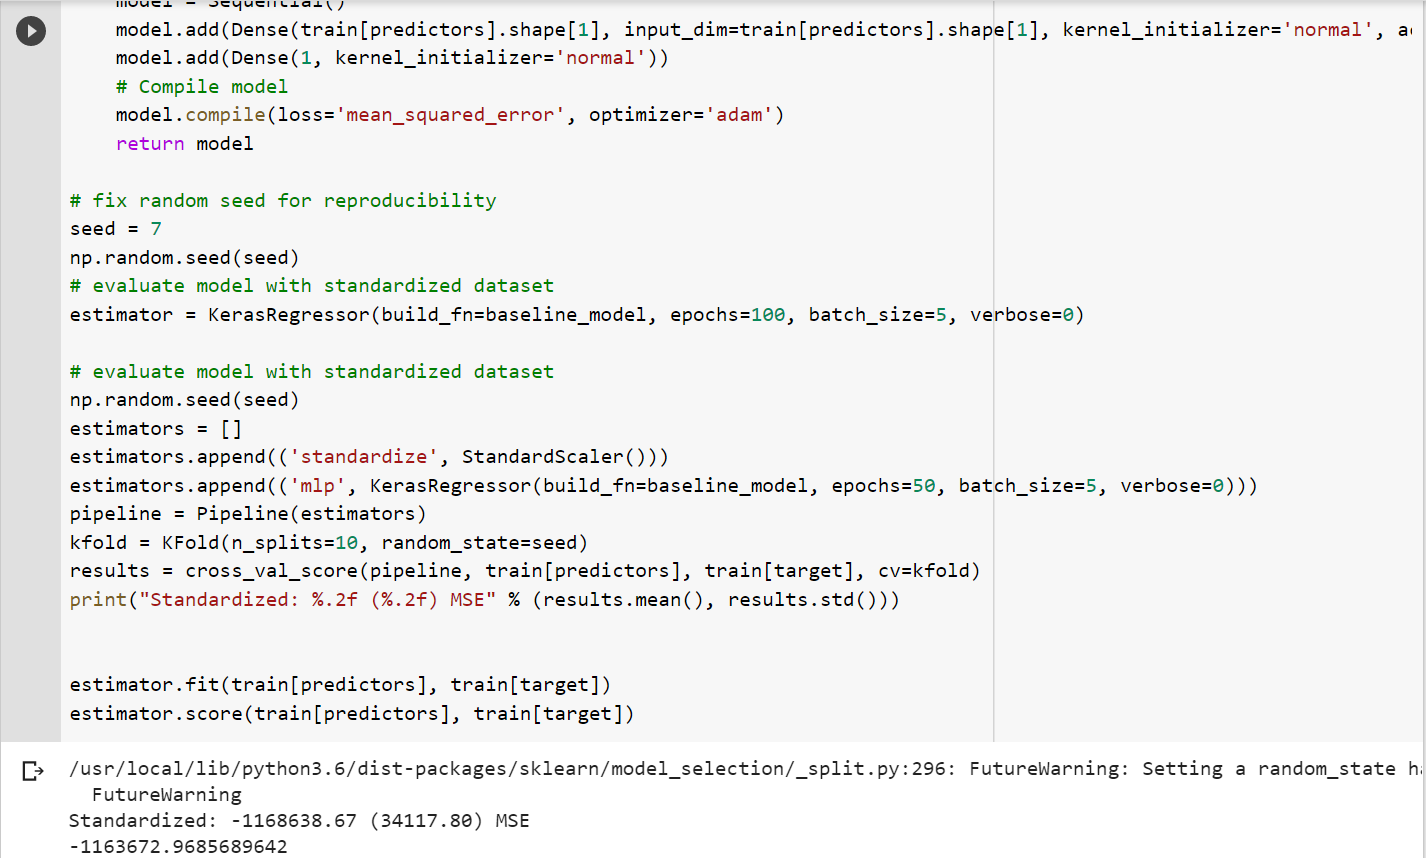 model = Sequential()
model.add(Dense(train[predictors].shape[1], input_dim=train[predictors].shape[1], kernel_initializer='normal',
model.add(Dense(1, kernel_initializer='normal'))
# Compile model
model.compile(loss='mean_squared_error', optimizer='adam')
return model
# fix random seed for reproducibility
seed = 7
np.random.seed(seed)
# evaluate model with standardized dataset
estimator = KerasRegressor(build_fn=baseline_model, epochs=100, batch_size=5, verbose=0)
# evaluate model with standardized dataset
np.random.seed(seed)
estimators = []
estimators.append(('standardize', StandardScaler()))
estimators.append(('mlp', KerasRegressor(build_fn=baseline_model, epochs=50, batch_size=5, verbose=0)))
pipeline = Pipeline(estimators)
kfold = KFold(n_splits=10, random_state=seed)
results = cross_val_score(pipeline, train[predictors], train[target], cv=kfold)
print("Standardized: %.2f (%.2f) MSE" % (results.mean(), results.std()))
estimator.fit(train[predictors], train[target])
estimator.score(train[predictors], train[target])
/usr/local/lib/python3.6/dist-packages/sklearn/model_selection/_split.py:296: FutureWarning: Setting a random_state
FutureWarning
Standardized: -1168638.67 (34117.80) MSE
-1163672.9685689642